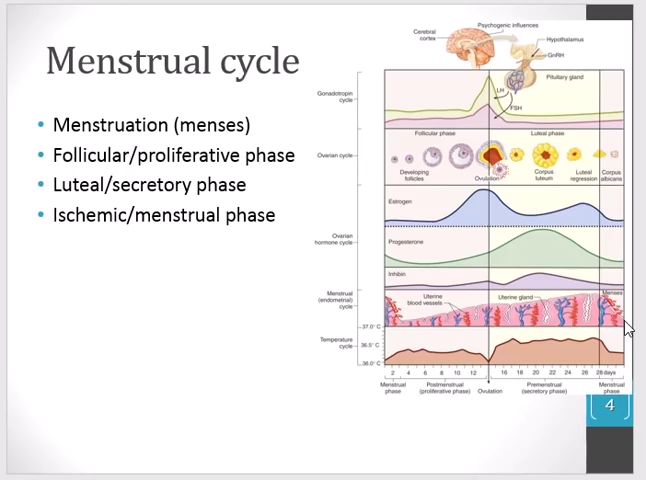 Menstrual cycle
• Menstruation (menses)
• Follicular/proliferative phase
• Luteal/secretory phase
• Ischemic/menstrual phase
Psychogenic influences
Cerebral
cortex
Hypothalamus
GnRH
Pituitary gland
Gonadotropin
cycle
LH
FSH
Follicular phase
Luteal phase
Ovarian cycle
Developing
follicles
Ovulation
Corpus
luteum
Luteal
regression
Corpus
albicans
Estrogen
Ovarian
hormone cycle
Progesterone
Inhibin
Menstrual
(endometrial)
cycle
Uterine
blood vessels
Uterine gland
Menses
Temperature
cycle
37.0° C
36.5° C
36.0° C
2 4 6 8 10 12 16 18 20 22 24 26 28 days
Menstrual
phase
Postmenstrual
(proliferative phase)
Ovulation
Premenstrual
(secretory phase)
Menstrual
phase
4